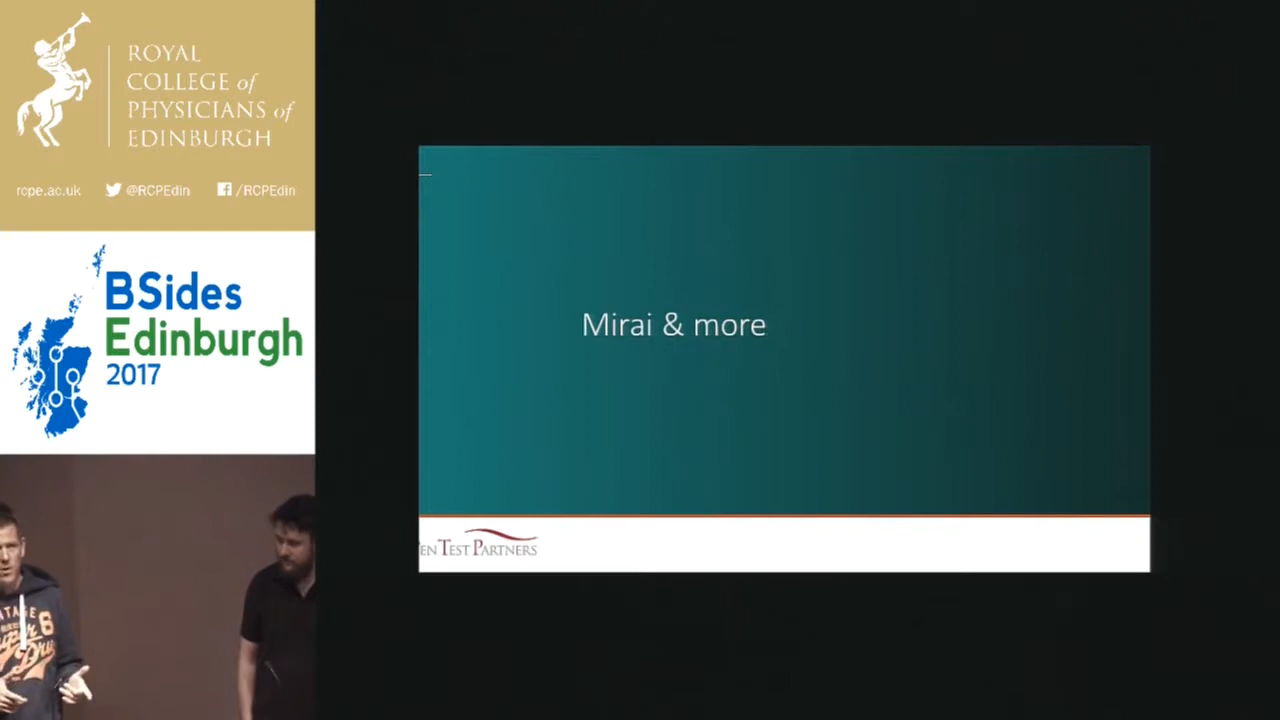 ROYAL
COLLEGE of
PHYSICIANS of
EDINBURGH
rcpe.ac.uk
@RCPEdin
/RCPEdin
BSides
Edinburgh
2017
Mirai & more
EN TEST PARTNERS
6